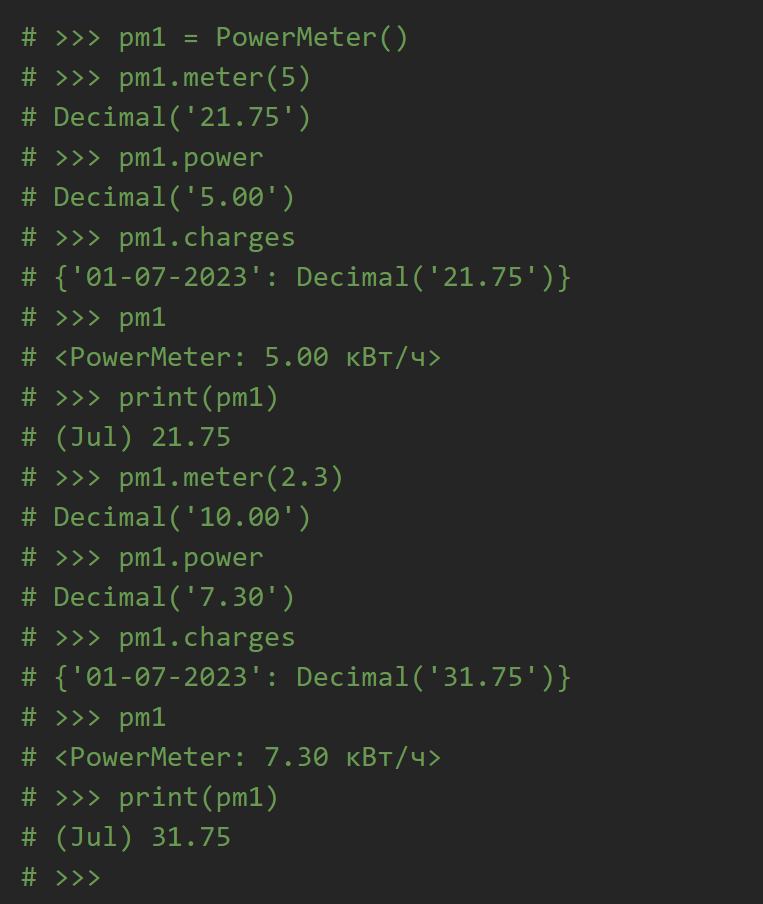 # >>> pm1 = PowerMeter()
# >>> pm1.meter(5)
# Decimal('21.75')
# >>> pm1.power
# Decimal('5.00')
# >>> pm1.charges
# {'01-07-2023': Decimal('21.75')}
# >>> pm1
# <PowerMeter: 5.00 кВт/ч>
# >>> print(pm1)
# (Jul) 21.75
# >>> pm1.meter(2.3)
# Decimal('10.00')
# >>> pm1.power
# Decimal('7.30')
# >>> pm1.charges
# {'01-07-2023': Decimal('31.75')}
# >>> pm1
# <PowerMeter: 7.30 кВт/ч>
# >>> print(pm1)
# (Jul) 31.75
# >>>